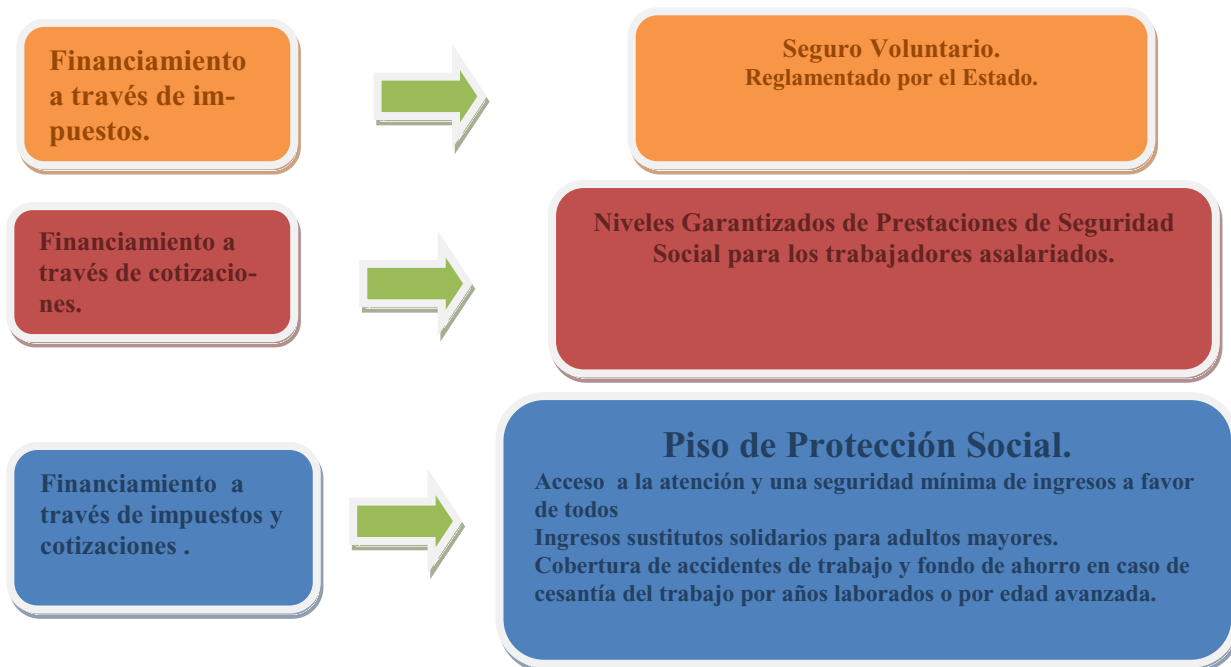 Financiamiento
a través de im-
puestos.
Seguro Voluntario.
Reglamentado por el Estado.
Financiamiento a
través de cotizacio-
nes.
Niveles Garantizados de Prestaciones de Seguridad
Social para los trabajadores asalariados.
Financiamiento a
través de impuestos y
cotizaciones .
Piso de Protección Social.
Acceso a la atención y una seguridad mínima de ingresos a favor
de todos
Ingresos sustitutos solidarios para adultos mayores.
Cobertura de accidentes de trabajo y fondo de ahorro en caso de
cesantía del trabajo por años laborados o por edad avanzada.